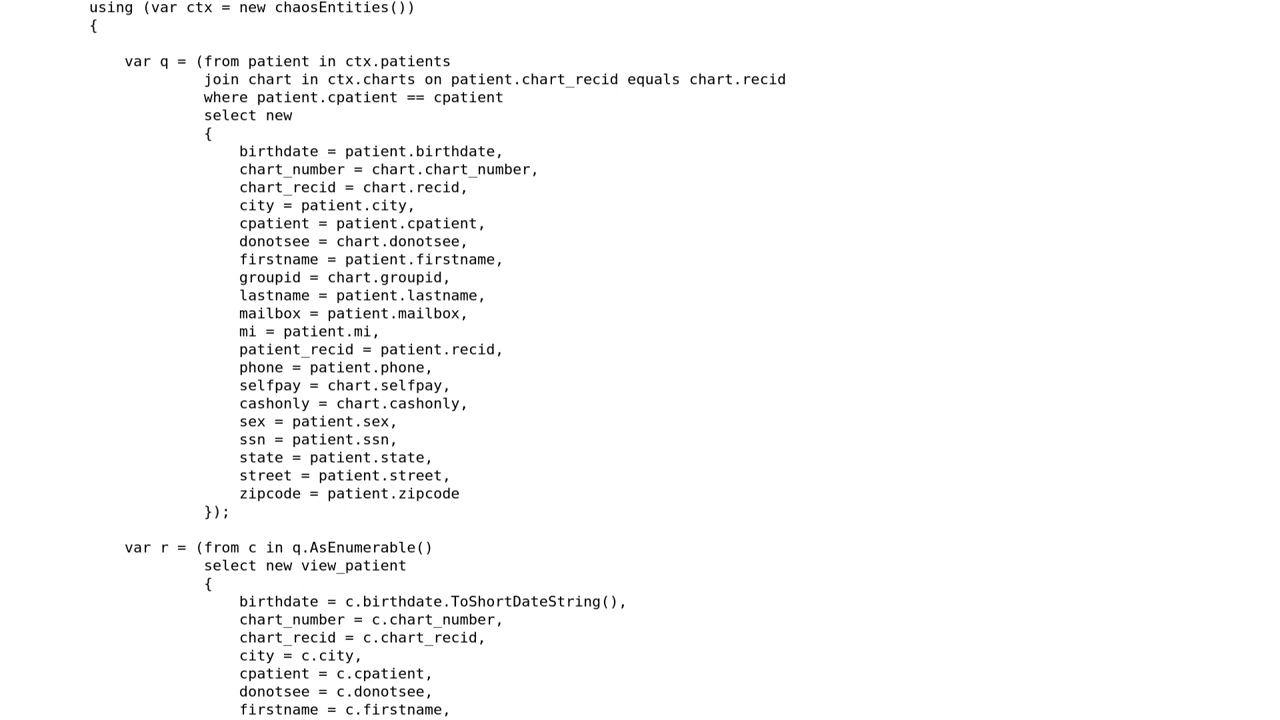 using (var ctx = new chaosEntities())
{
var q = (from patient in ctx.patients
join chart in ctx.charts on patient.chart_recid equals chart.recid
where patient.cpatient == cpatient
select new
{
birthdate = patient.birthdate,
chart_number = chart.chart_number,
chart_recid = chart.recid,
city = patient.city,
cpatient = patient.cpatient,
donotsee = chart.donotsee,
firstname = patient.firstname,
groupid = chart.groupid,
lastname = patient.lastname,
mailbox = patient.mailbox,
mi = patient.mi,
patient_recid = patient.recid,
phone = patient.phone,
selfpay = chart.selfpay,
cashonly = chart.cashonly,
sex = patient.sex,
ssn = patient.ssn,
state = patient.state,
street = patient.street,
zipcode = patient.zipcode
});
var r = (from c in q.AsEnumerable()
select new view_patient
{
birthdate = c.birthdate.ToShortDateString(),
chart_number = c.chart_number,
chart_recid = c.chart_recid,
city = c.city,
cpatient = c.cpatient,
donotsee = c.donotsee,
firstname = c.firstname,